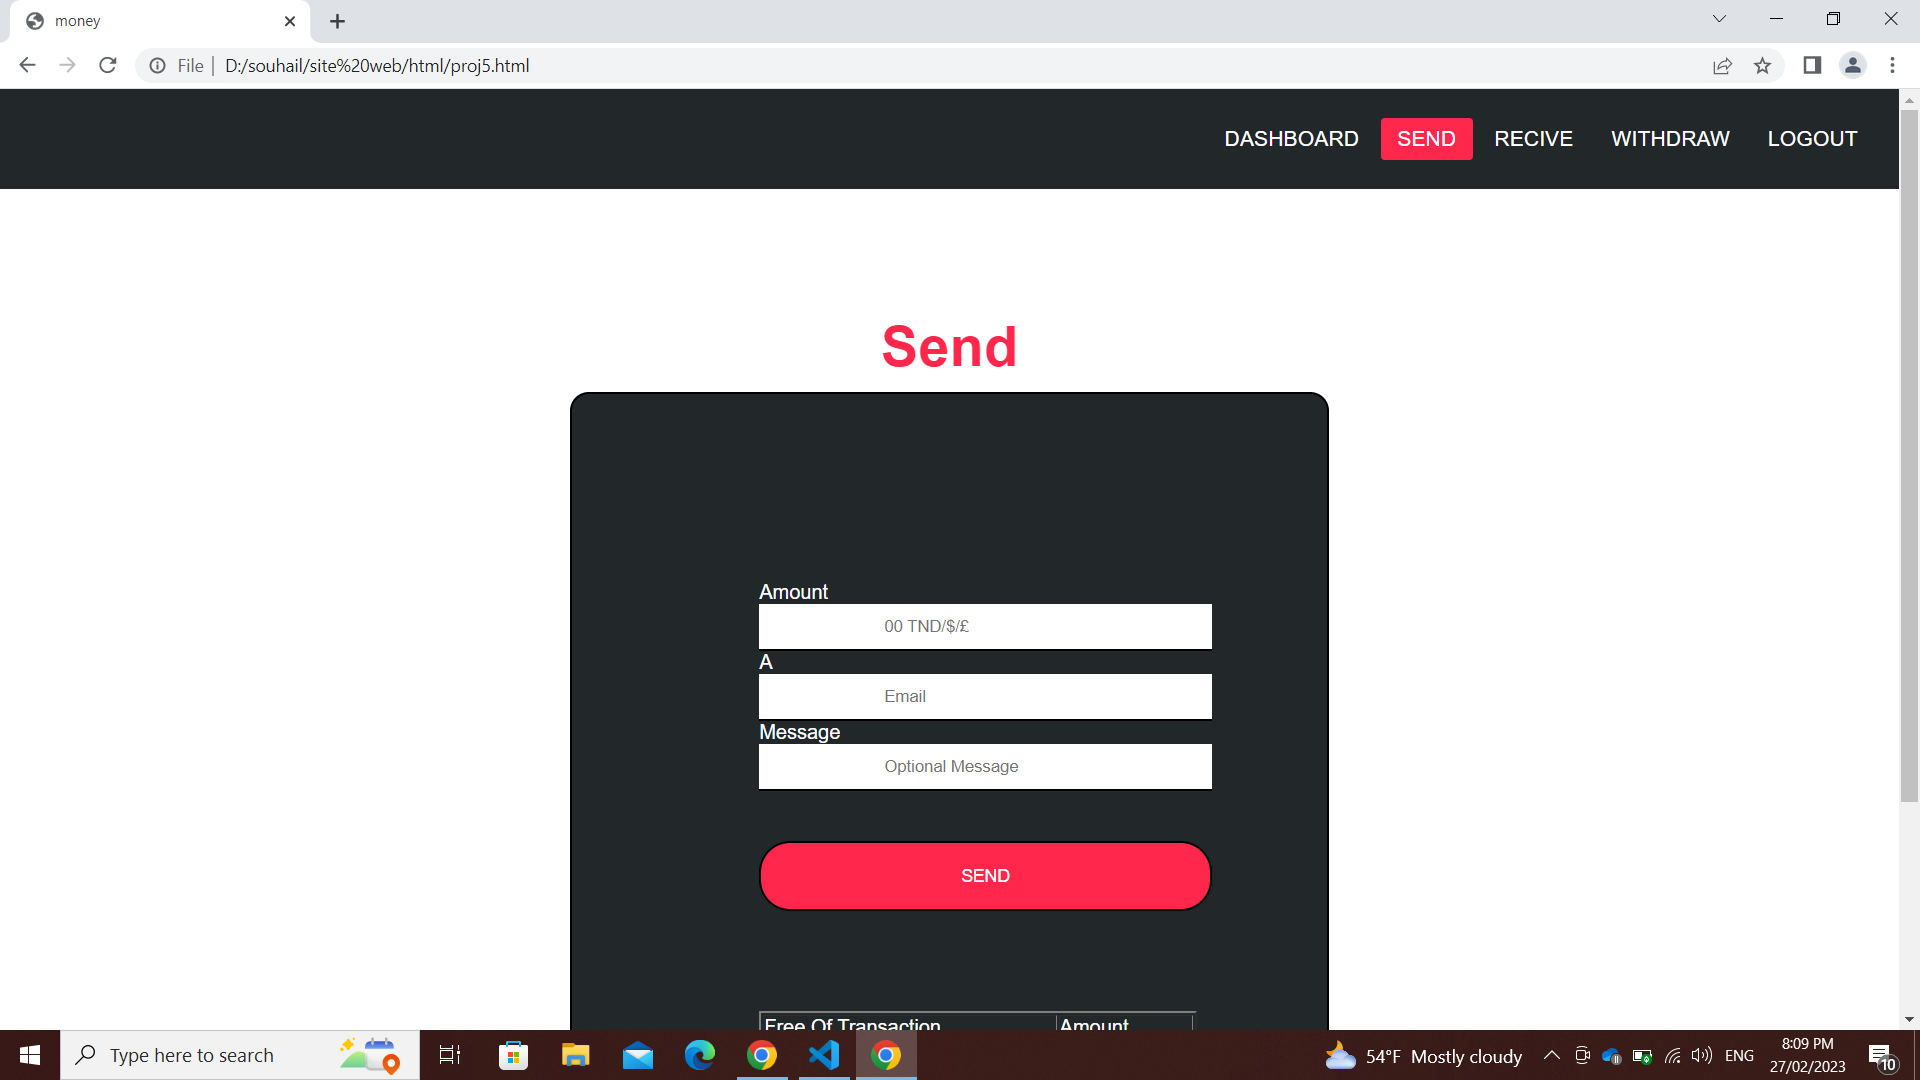 money
File D:/souhail/site%20web/html/proj5.html
DASHBOARD SEND RECIVE WITHDRAW LOGOUT
Send
Amount
00 TND/$/£
A
Email
Message
Optional Message
SEND
Free Of Transaction Amount
Type here to search
54°F Mostly cloudy
ENG
8:09 PM
27/02/2023
10